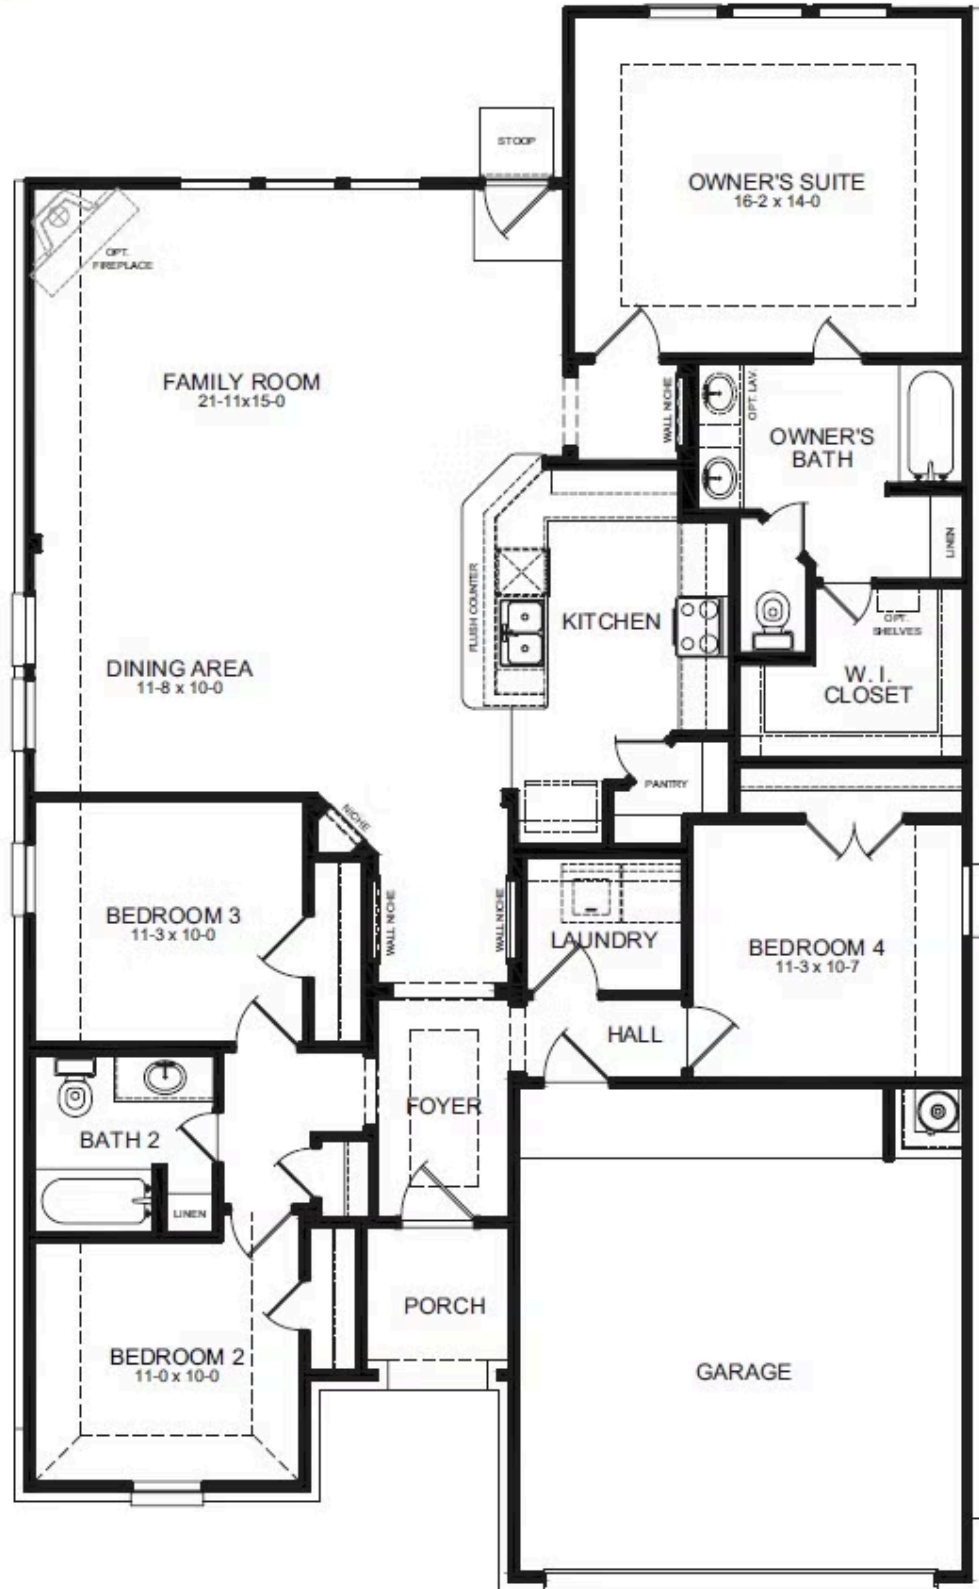 STOOP
OWNER'S SUITE
16-2 x 14-0
OPT.
FIREPLACE
FAMILY ROOM
21-11x15-0
WALL NICHE
OPT. LAV.
OWNER'S
BATH
LINEN
FLUSH COUNTER
KITCHEN
OPT.
SHELVES
DINING AREA
11-8 x 10-0
W. I.
CLOSET
PANTRY
NICHE
BEDROOM 3
11-3 x 10-0
WALL NICHE
WALL NICHE
LAUNDRY
BEDROOM 4
11-3 x 10-7
HALL
FOYER
BATH 2
LINEN
PORCH
BEDROOM 2
11-0 x 10-0
GARAGE